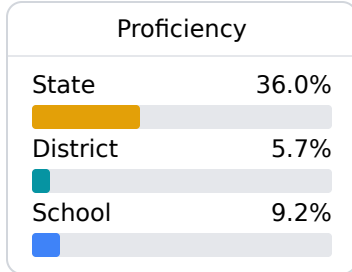 Proficiency
State 36.0%
District 5.7%
School 9.2%